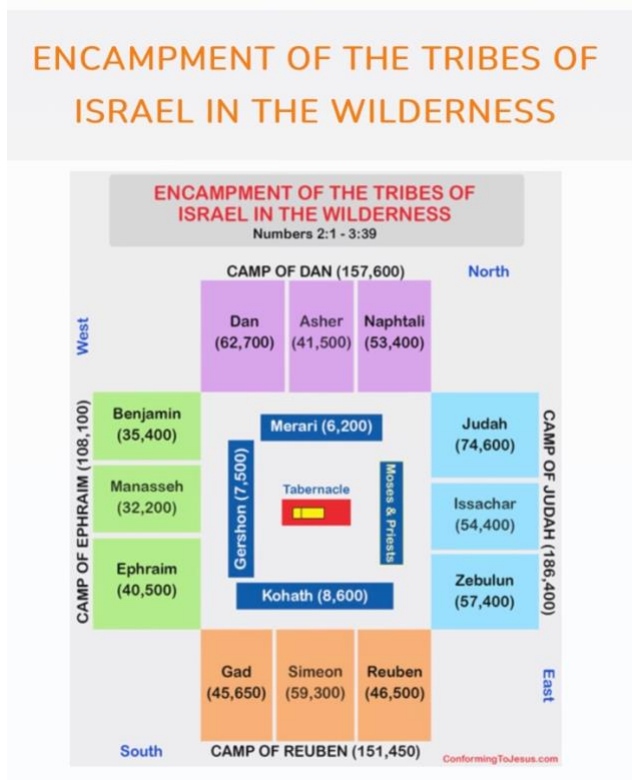 ENCAMPMENT OF THE TRIBES OF
ISRAEL IN THE WILDERNESS
ENCAMPMENT OF THE TRIBES OF
ISRAEL IN THE WILDERNESS
Numbers 2:1 - 3:39
CAMP OF DAN (157,600)
North
West
Dan
(62,700)
Asher
(41,500)
Naphtali
(53,400)
CAMP OF EPHRAIM (108,100)
Benjamin
(35,400)
Manasseh
(32,200)
Ephraim
(40,500)
Merari (6,200)
Gershon (7,500)
Tabernacle
Moses & Priests
Kohath (8,600)
Judah
(74,600)
Issachar
(54,400)
Zebulun
(57,400)
CAMP OF JUDAH (186,400)
Gad
(45,650)
Simeon
(59,300)
Reuben
(46,500)
East
South
CAMP OF REUBEN (151,450)
ConformingToJesus.com